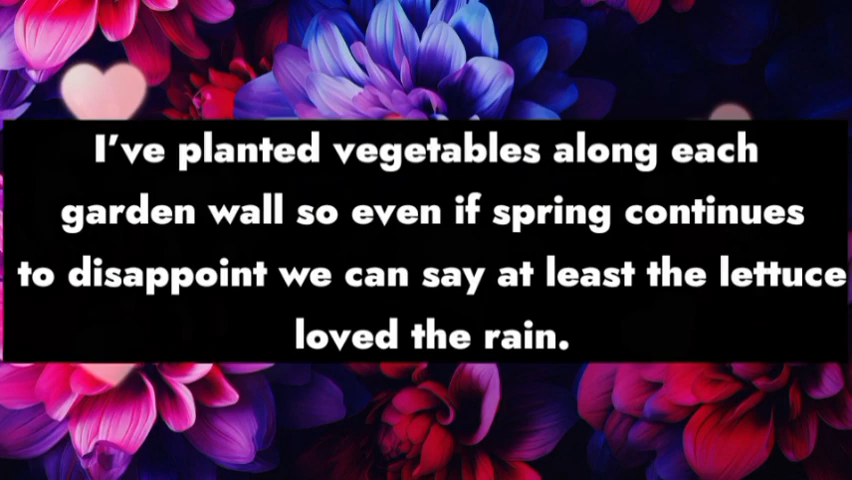 I’ve planted vegetables along each
garden wall so even if spring continues
to disappoint we can say at least the lettuce
loved the rain.